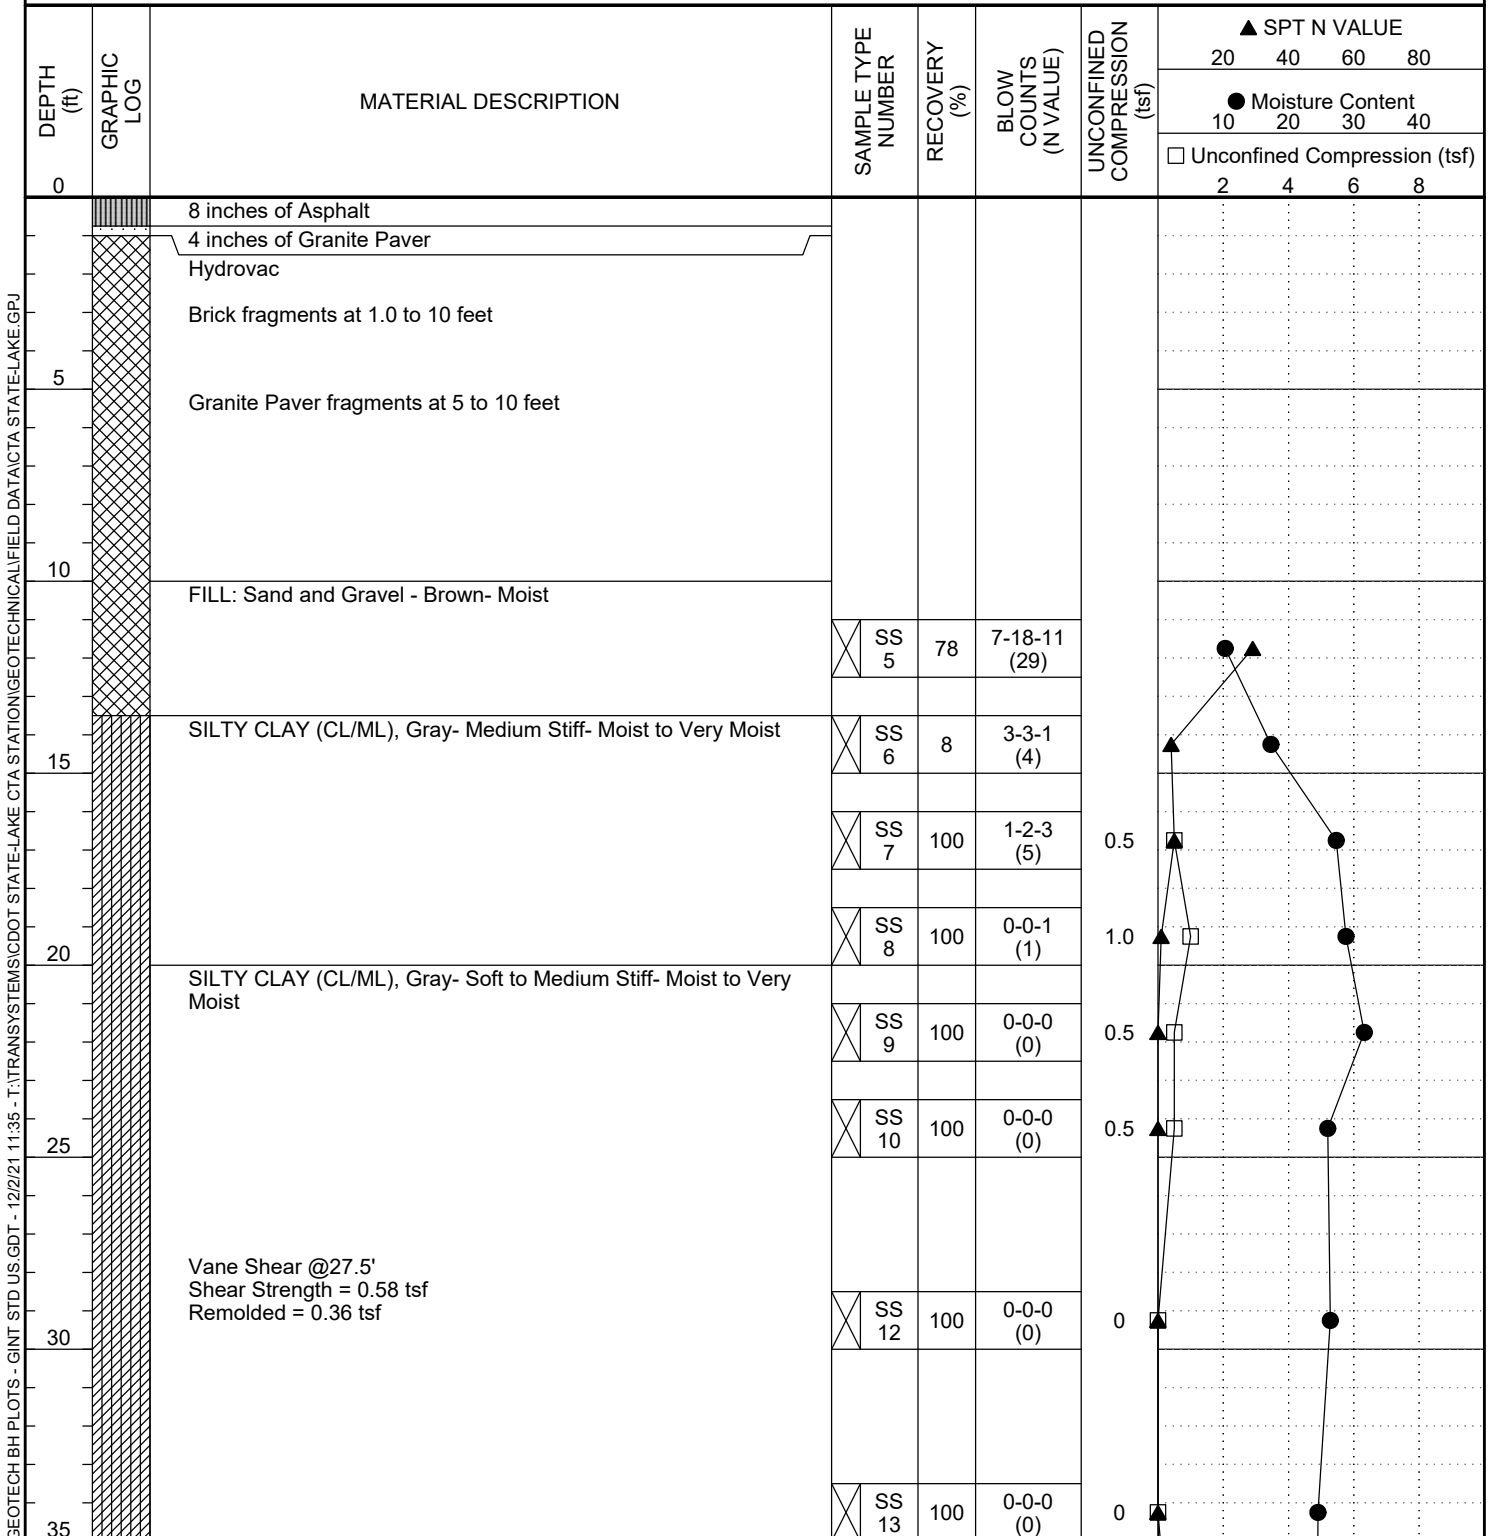 DEPTH
(ft)
GRAPHIC
LOG
MATERIAL DESCRIPTION
SAMPLE TYPE
NUMBER
RECOVERY
(%)
BLOW
COUNTS
(N VALUE)
UNCONFINED
COMPRESSION
(tsf)
▲ SPT N VALUE
20 40 60 80
● Moisture Content
10 20 30 40
□ Unconfined Compression (tsf)
2 4 6 8
0
8 inches of Asphalt
4 inches of Granite Paver
Hydrovac
Brick fragments at 1.0 to 10 feet
5
Granite Paver fragments at 5 to 10 feet
10
FILL: Sand and Gravel - Brown- Moist
SS
5
78
7-18-11
(29)
SILTY CLAY (CL/ML), Gray- Medium Stiff- Moist to Very Moist
SS
6
8
3-3-1
(4)
15
SS
7
100
1-2-3
(5)
0.5
SS
8
100
0-0-1
(1)
1.0
20
SILTY CLAY (CL/ML), Gray- Soft to Medium Stiff- Moist to Very
Moist
SS
9
100
0-0-0
(0)
0.5
SS
10
100
0-0-0
(0)
0.5
25
Vane Shear @27.5'
Shear Strength = 0.58 tsf
Remolded = 0.36 tsf
SS
12
100
0-0-0
(0)
0
30
SS
13
100
0-0-0
(0)
0
35
GEOTECH BH PLOTS - GINT STD US.GDT - 12/2/21 11:35 - T:\TRANSYSTEMS\CDOT STATE-LAKE CTA STATION\GEOTECHNICAL\FIELD DATA\CTA STATE-LAKE.GPJ